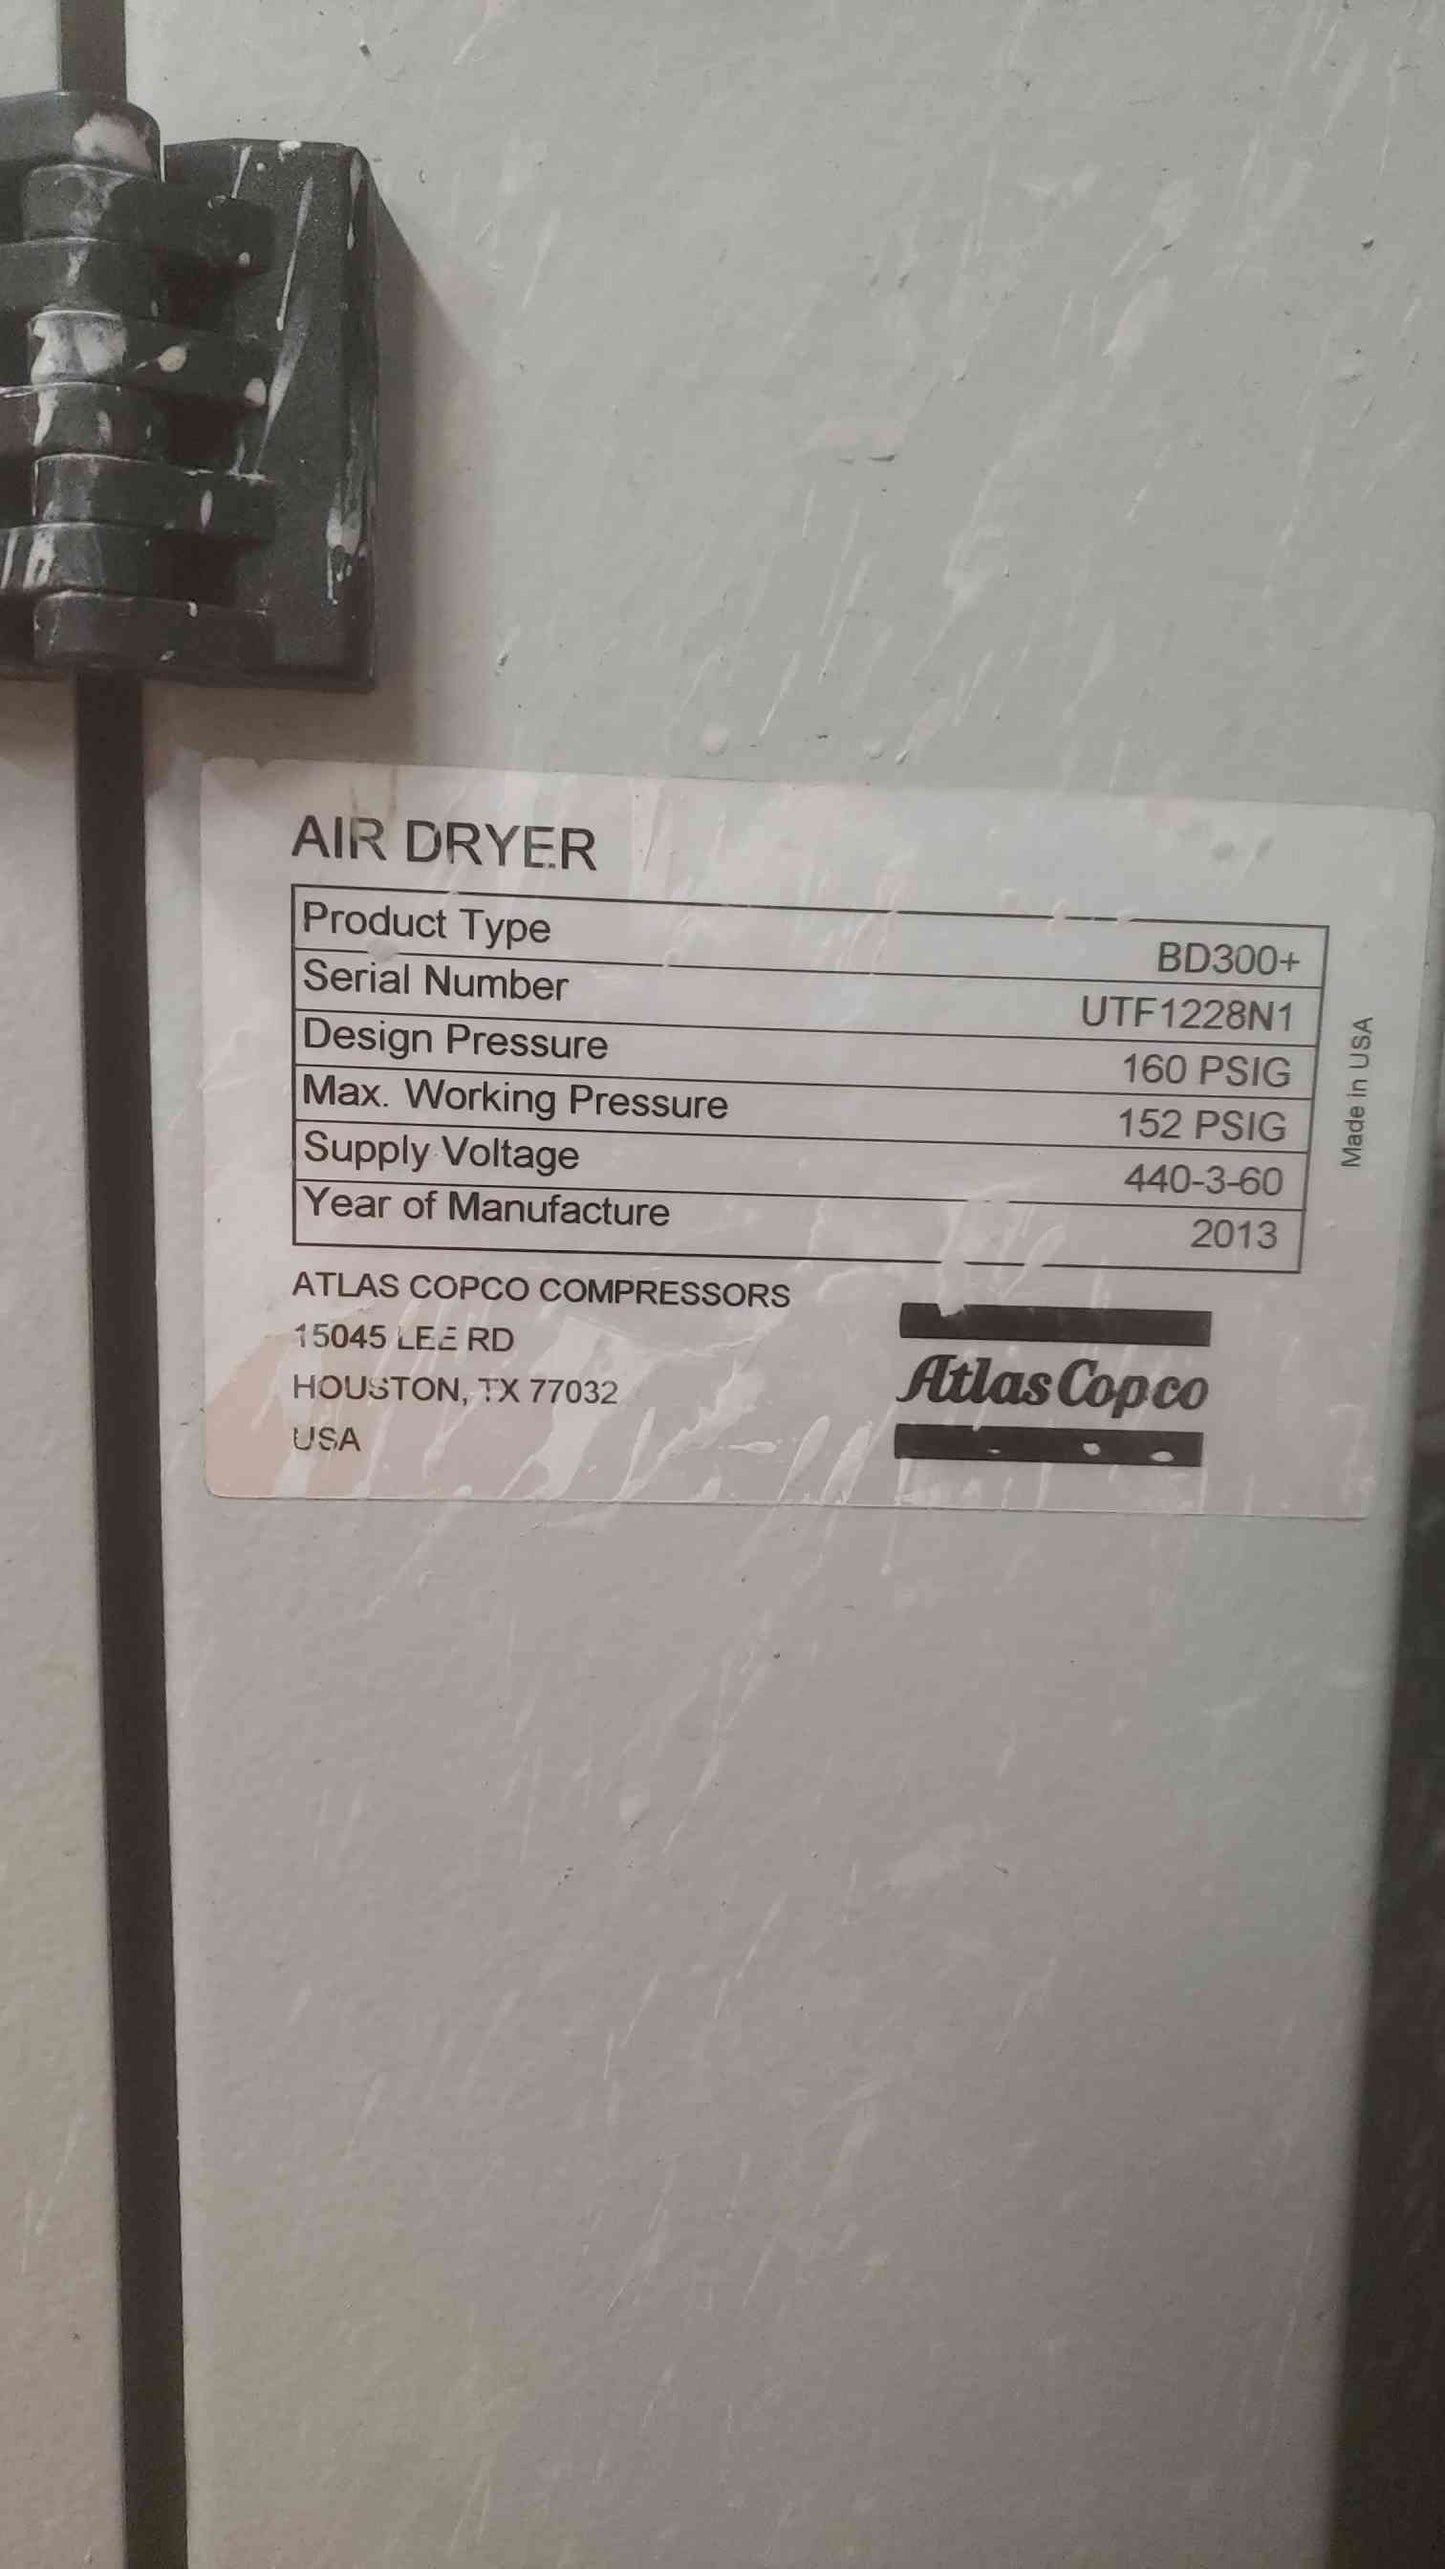 AIR DRYER
Product Type BD300+
Serial Number UTF1228N1
Design Pressure 160 PSIG
Max. Working Pressure 152 PSIG
Supply Voltage 440-3-60
Year of Manufacture 2013
Made in USA
ATLAS COPCO COMPRESSORS
15045 LEE RD
HOUSTON, TX 77032
USA
Atlas Copco